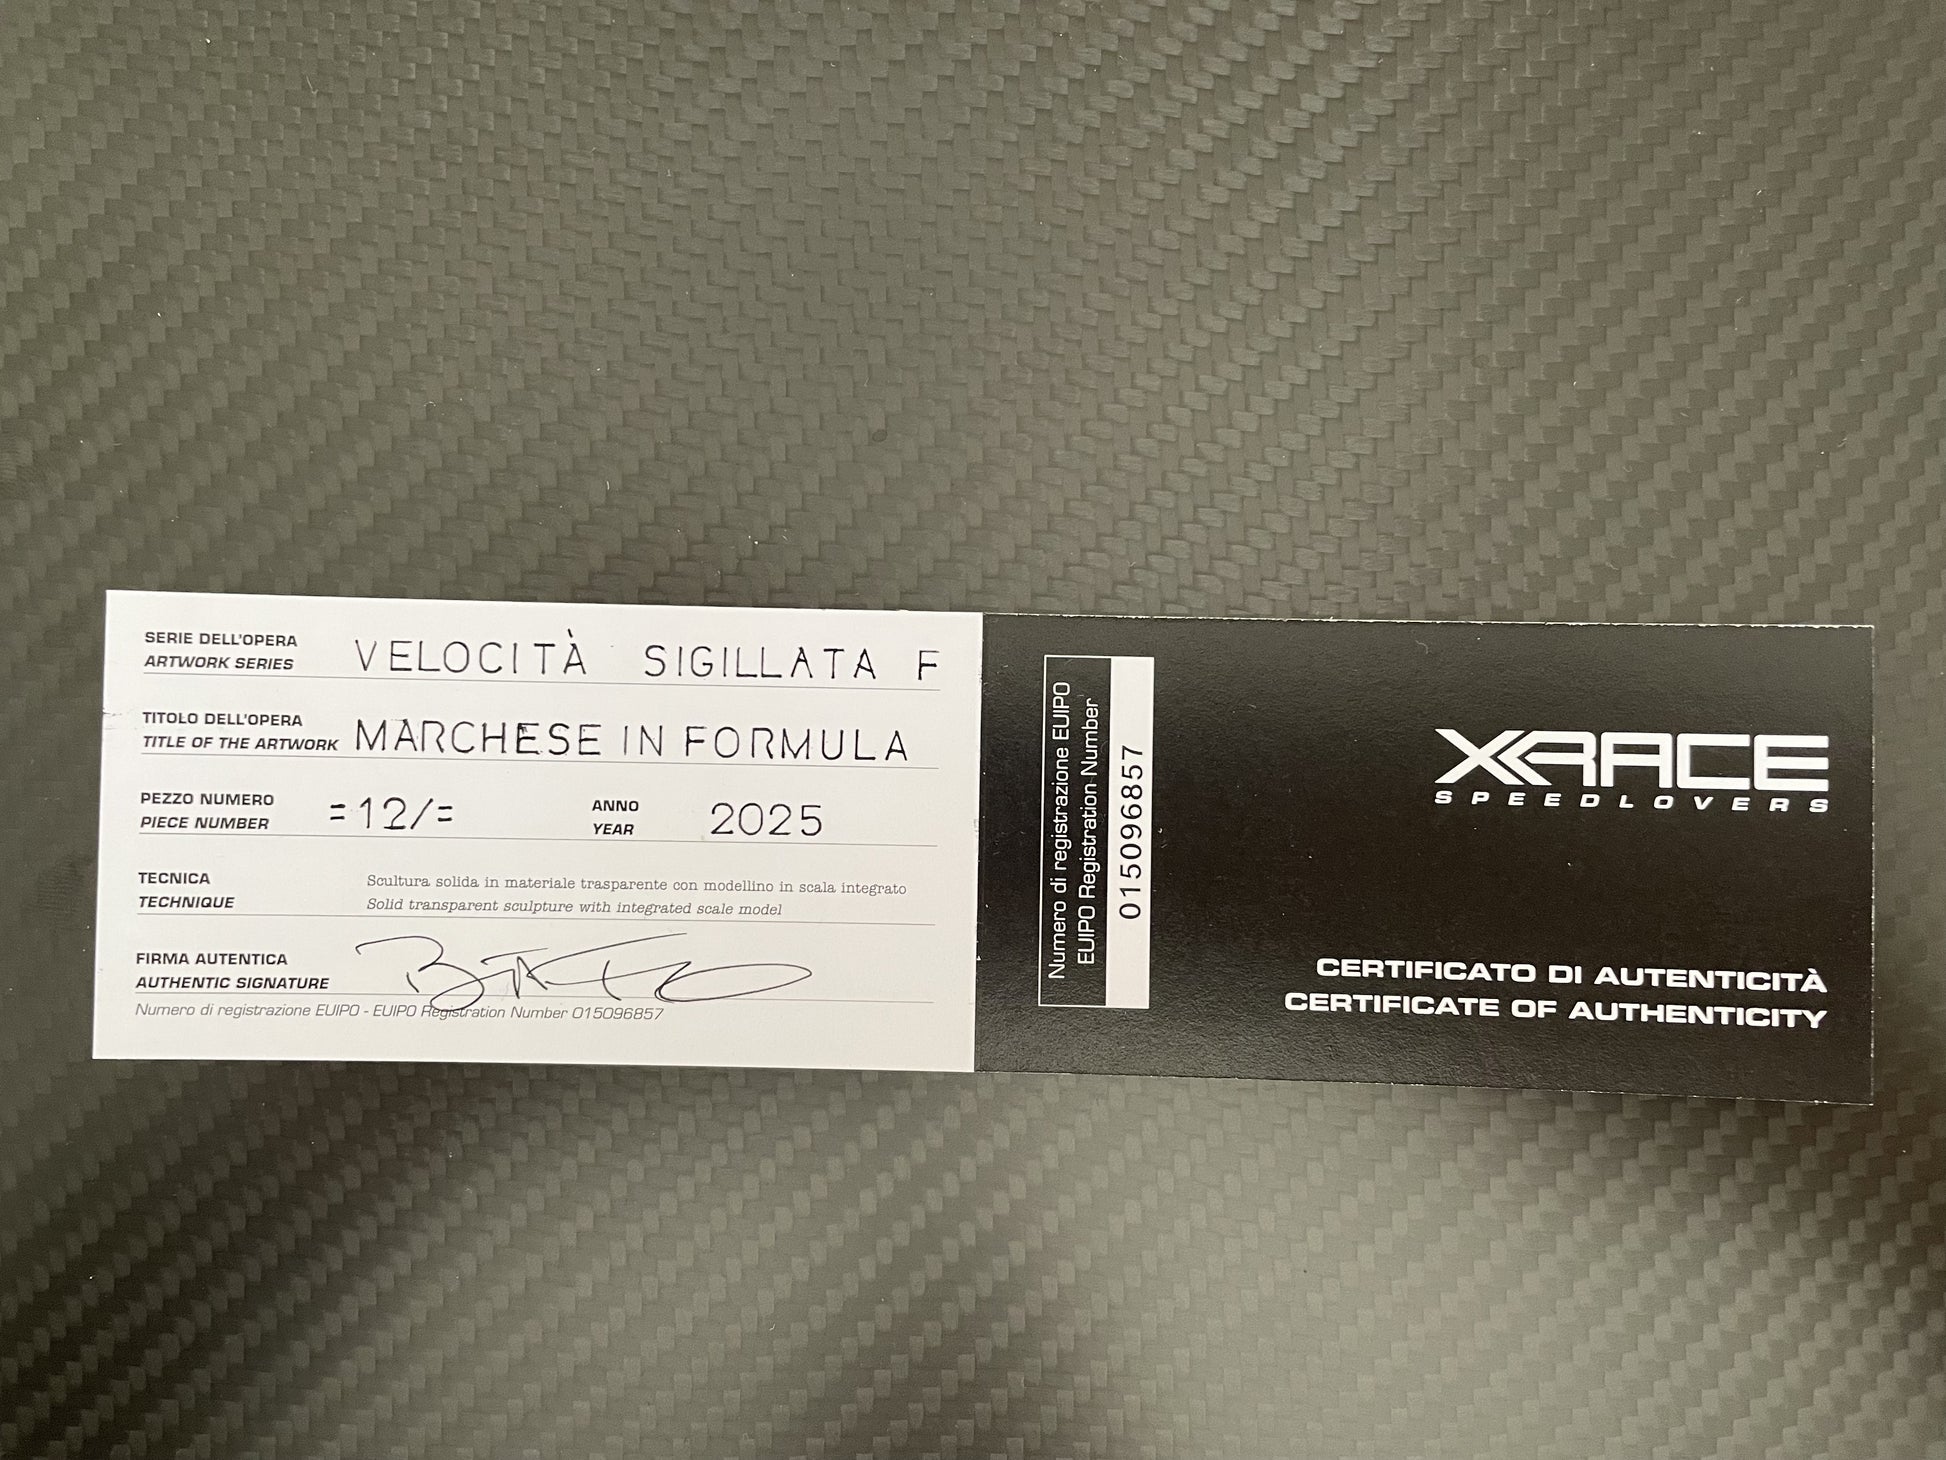 SERIE DELL'OPERA
ARTWORK SERIES
VELOCITÀ SIGILLATA F
TITOLO DELL'OPERA
TITLE OF THE ARTWORK
MARCHESE IN FORMULA
PEZZO NUMERO
PIECE NUMBER
=12/=
ANNO
YEAR
2025
TECNICA
TECHNIQUE
Scultura solida in materiale trasparente con modellino in scala integrato
Solid transparent sculpture with integrated scale model
FIRMA AUTENTICA
AUTHENTIC SIGNATURE
Numero di registrazione EUIPO - EUIPO Registration Number 015096857
Numero di registrazione EUIPO
EUIPO Registration Number
015096857
XRACE
SPEEDLOVERS
CERTIFICATO DI AUTENTICITÀ
CERTIFICATE OF AUTHENTICITY